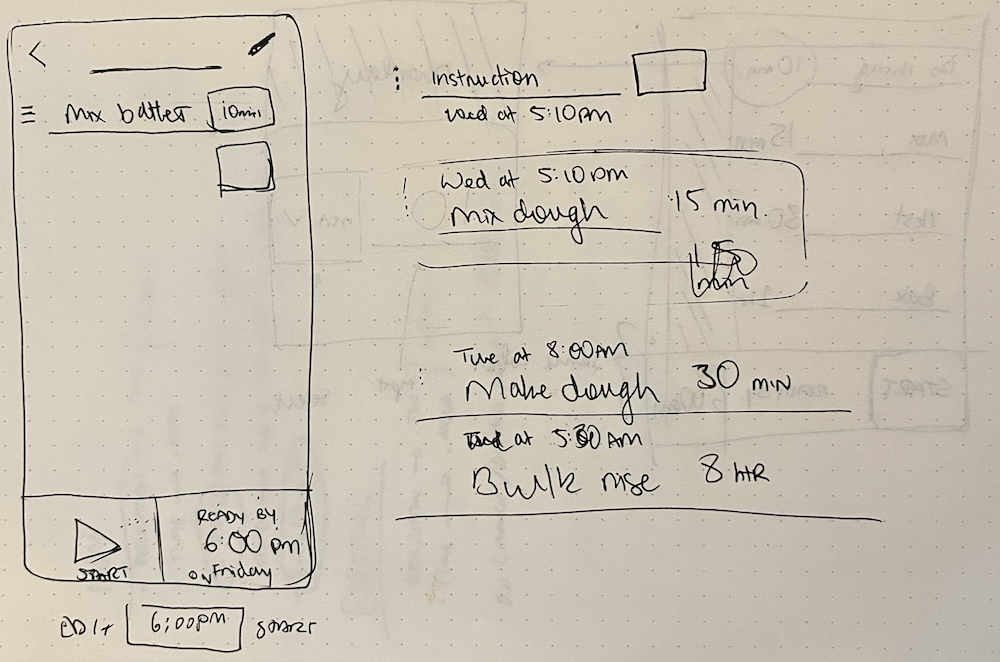 Mix batter 10min
START
READY BY
6:00 pm
on Friday
EDIT 6:00PM
Instruction
Wed at 5:10PM
Wed at 5:10PM
Mix dough 15 min.
15
min
Tue at 8:00AM
Make dough 30 MIN
at 5:30 AM
Bulk rise 8 HR